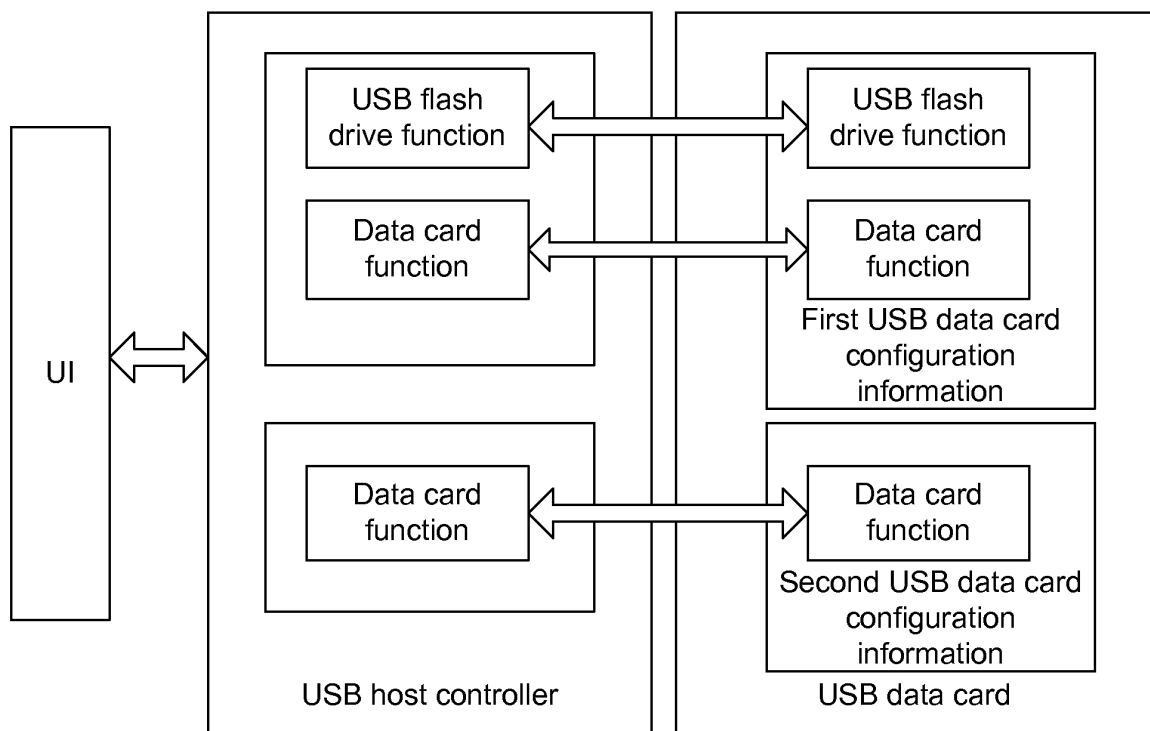 UI
USB flash
drive function
Data card
function
Data card
function
USB host controller
USB flash
drive function
Data card
function
First USB data card
configuration
information
Data card
function
Second USB data card
configuration
information
USB data card